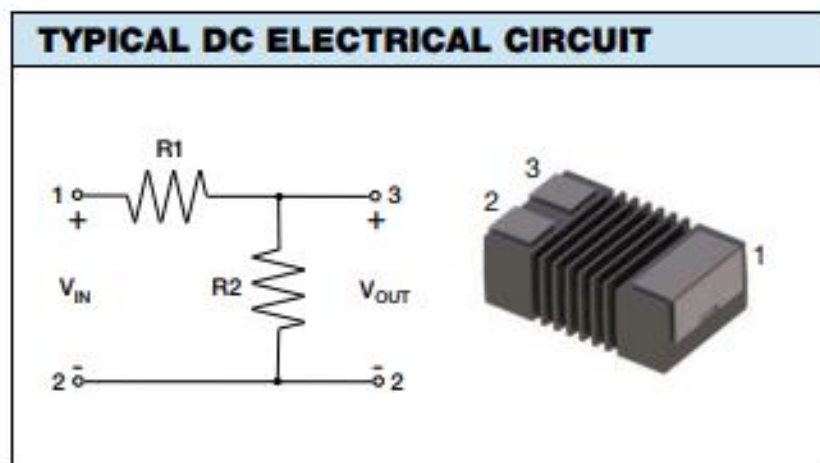 TYPICAL DC ELECTRICAL CIRCUIT
R1
1 3
+ +
V_IN R2 V_OUT
- -
2 2
3
2
1